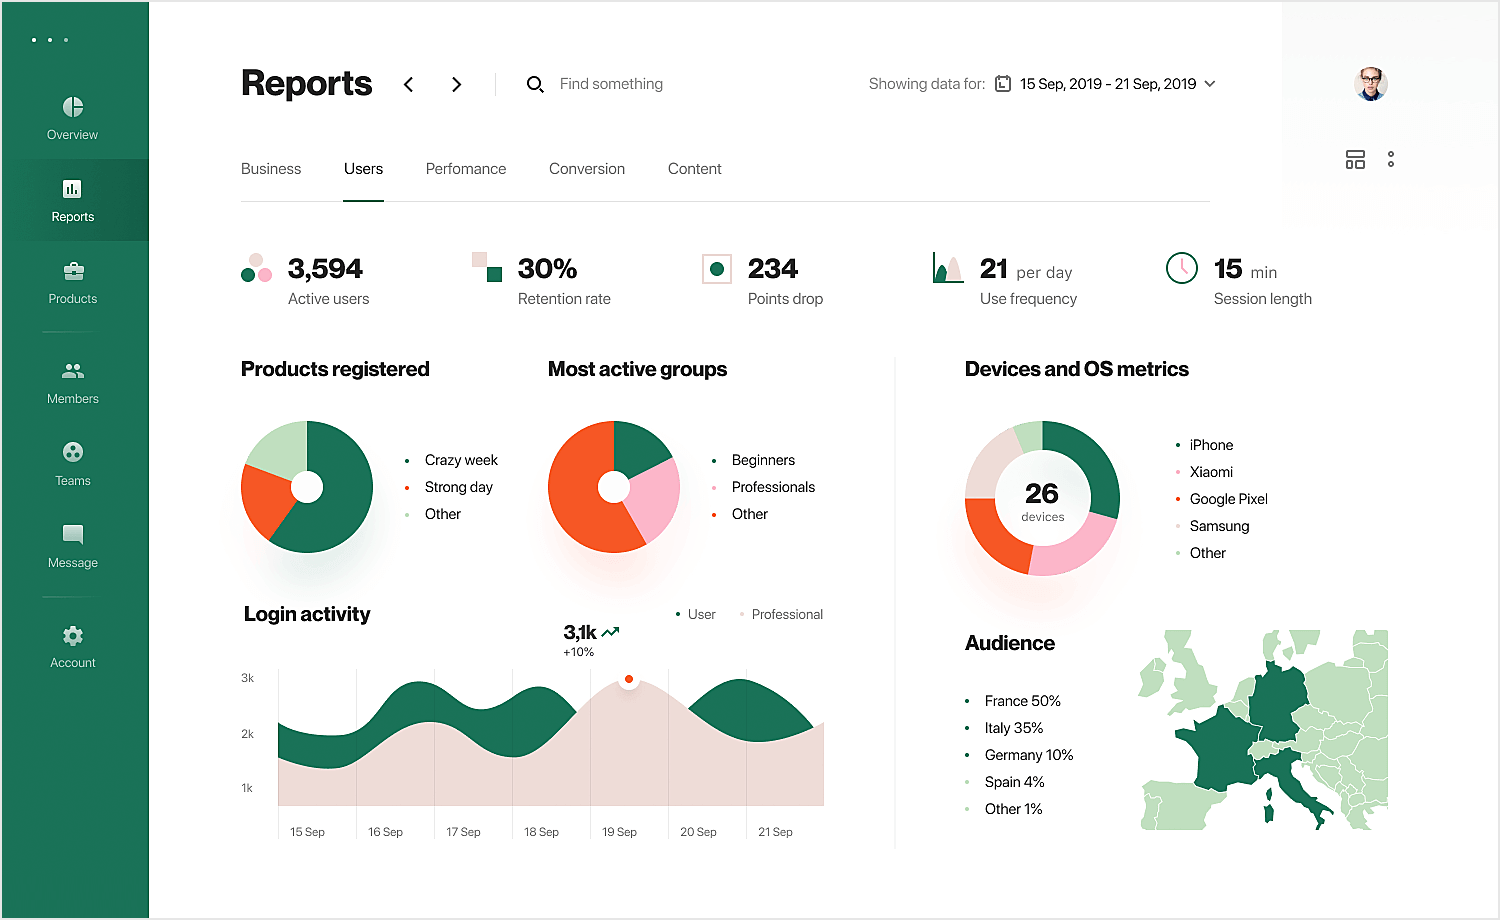 Overview
Reports
Products
Members
Teams
Message
Account
Reports
Find something
Showing data for: 15 Sep, 2019 - 21 Sep, 2019
Business Users Perfomance Conversion Content
3,594
Active users
30%
Retention rate
234
Points drop
21 per day
Use frequency
15 min
Session length
Products registered
Crazy week
Strong day
Other
Most active groups
Beginners
Professionals
Other
Devices and OS metrics
26
devices
iPhone
Xiaomi
Google Pixel
Samsung
Other
Login activity
User Professional
3,1k
+10%
3k
2k
1k
15 Sep 16 Sep 17 Sep 18 Sep 19 Sep 20 Sep 21 Sep
Audience
France 50%
Italy 35%
Germany 10%
Spain 4%
Other 1%